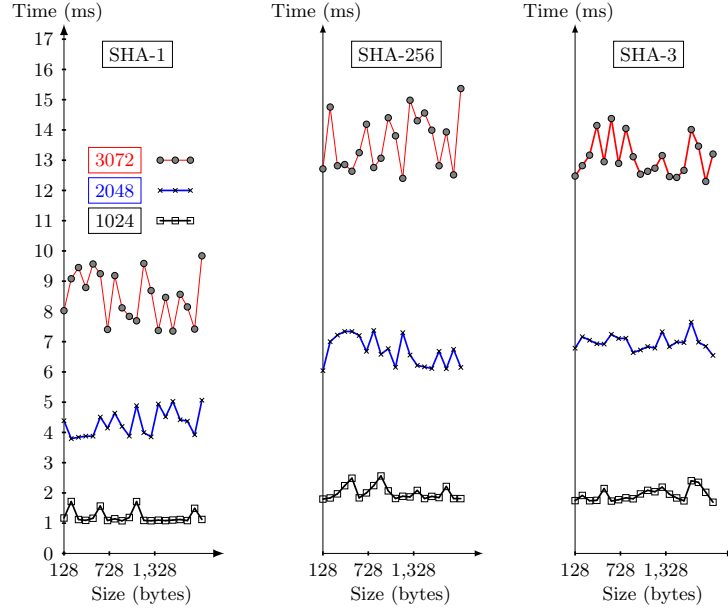 Time (ms)
Time (ms)
Time (ms)
17
16
15
14
13
12
11
10
9
8
7
6
5
4
3
2
1
0
SHA-1
SHA-256
SHA-3
3072
2048
1024
128 728 1,328
128 728 1,328
128 728 1,328
Size (bytes)
Size (bytes)
Size (bytes)